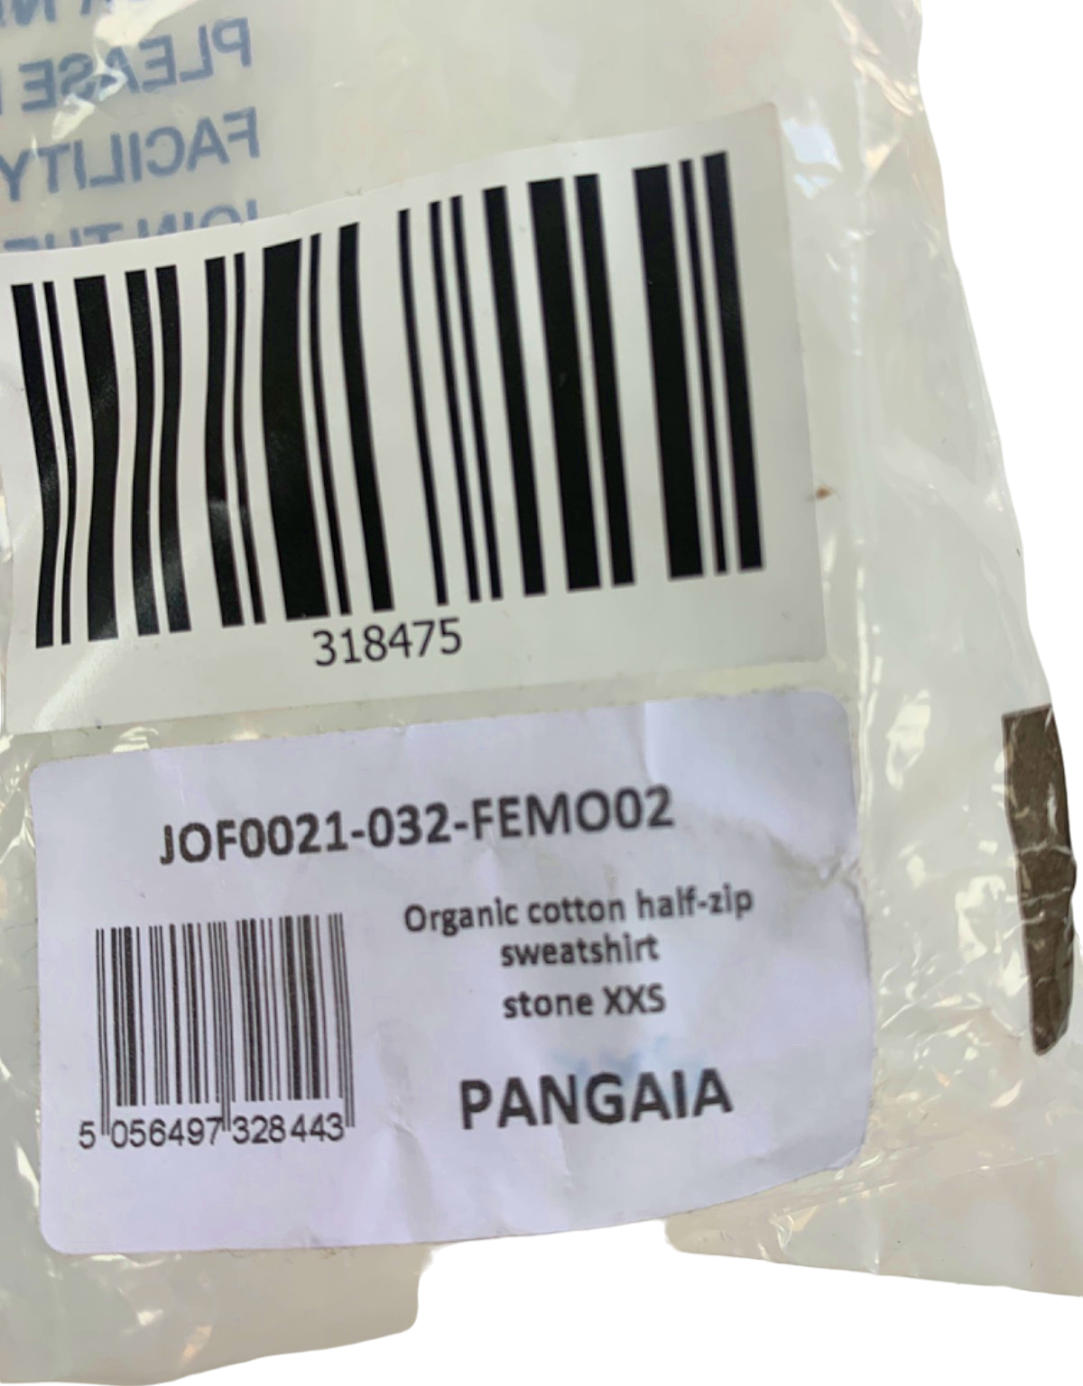 PLEASE
FACILITY
318475
JOF0021-032-FEMO02
Organic cotton half-zip
sweatshirt
stone XXS
PANGAIA
5 056497 328443